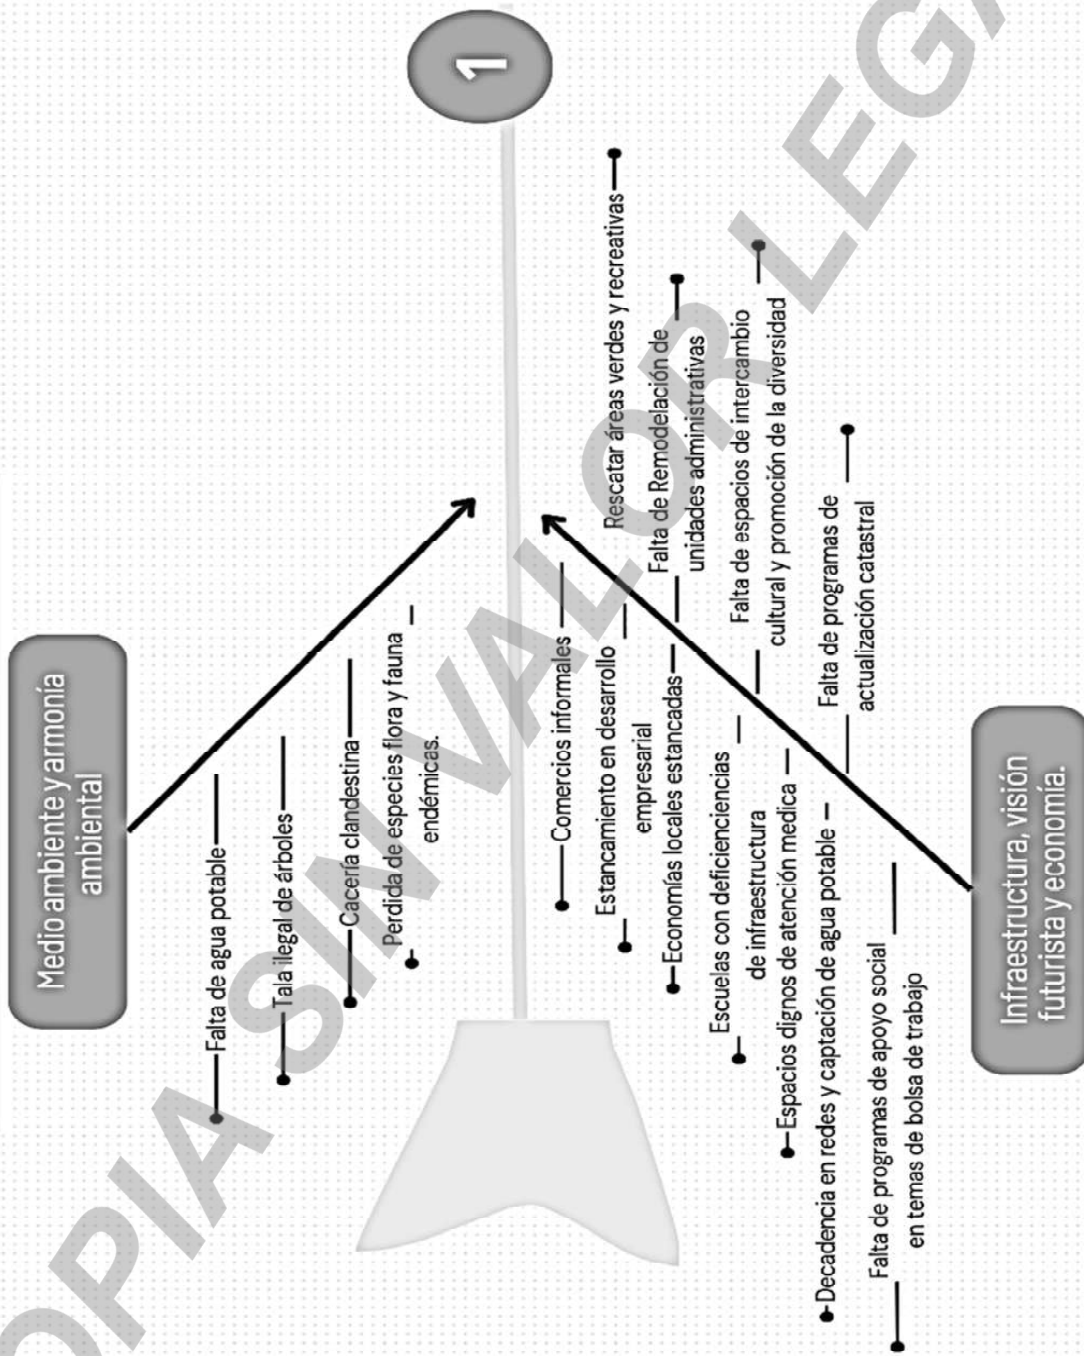 Medio ambiente y armonía
ambiental
Falta de agua potable
Tala ilegal de árboles
Cacería clandestina
Perdida de especies flora y fauna
endémicas.
1
Comercios informales
Estancamiento en desarrollo
empresarial
Economías locales estancadas
Escuelas con deficienciencias
de infraestructura
Espacios dignos de atención medica
Decadencia en redes y captación de agua potable
Falta de programas de apoyo social
en temas de bolsa de trabajo
Rescatar áreas verdes y recreativas
Falta de Remodelación de
unidades administrativas
Falta de espacios de intercambio
cultural y promoción de la diversidad
Falta de programas de
actualización catastral
Infraestructura, visión
futurista y economía.
OPIA SIN VALOR LEGA